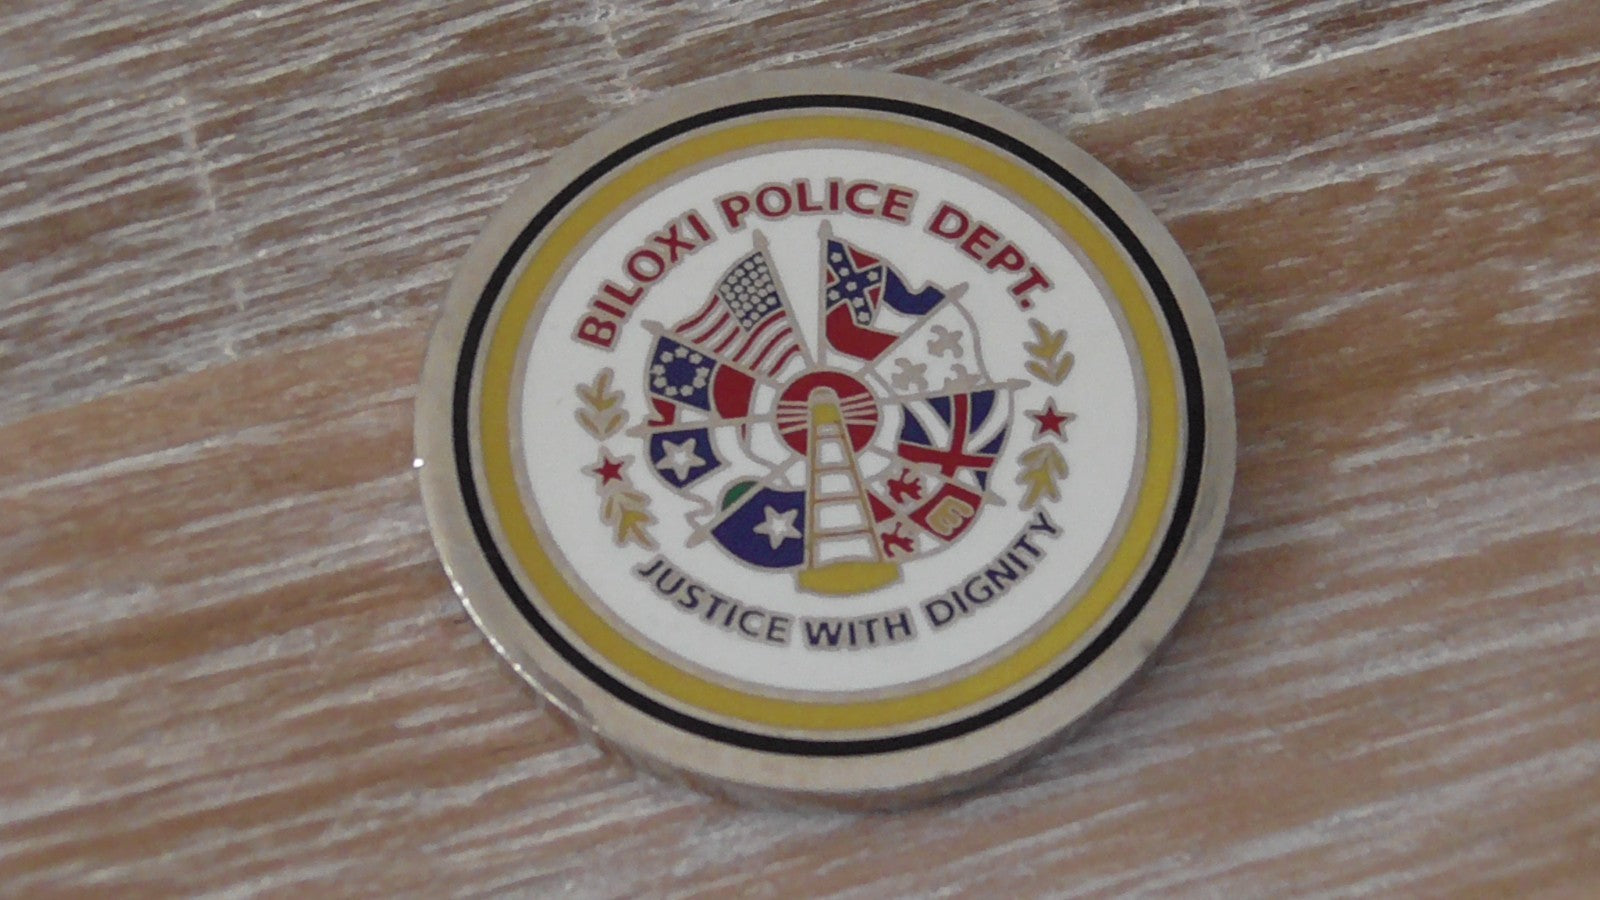 BILOXI POLICE DEPT.
JUSTICE WITH DIGNITY